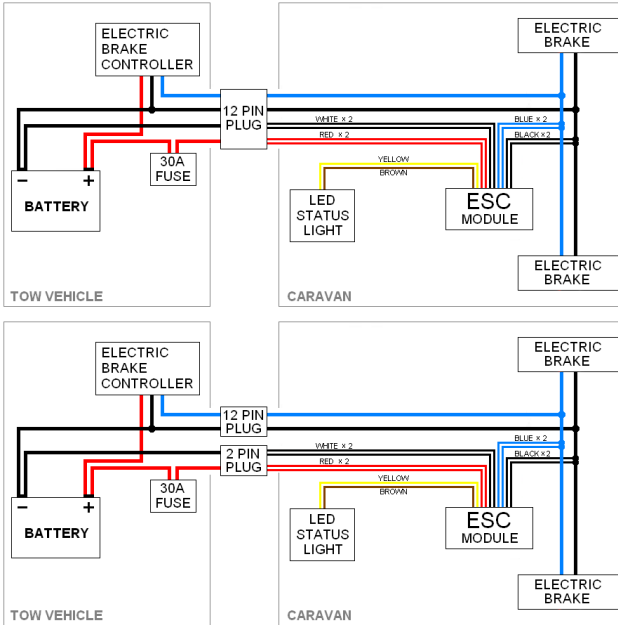 ELECTRIC
BRAKE
CONTROLLER
ELECTRIC
BRAKE
12 PIN
PLUG
WHITE × 2
BLUE × 2
RED × 2
BLACK × 2
30A
FUSE
YELLOW
BROWN
− +
BATTERY
LED
STATUS
LIGHT
ESC
MODULE
ELECTRIC
BRAKE
TOW VEHICLE
CARAVAN
ELECTRIC
BRAKE
CONTROLLER
ELECTRIC
BRAKE
12 PIN
PLUG
2 PIN
PLUG
WHITE × 2
BLUE × 2
RED × 2
BLACK × 2
30A
FUSE
YELLOW
BROWN
− +
BATTERY
LED
STATUS
LIGHT
ESC
MODULE
ELECTRIC
BRAKE
TOW VEHICLE
CARAVAN